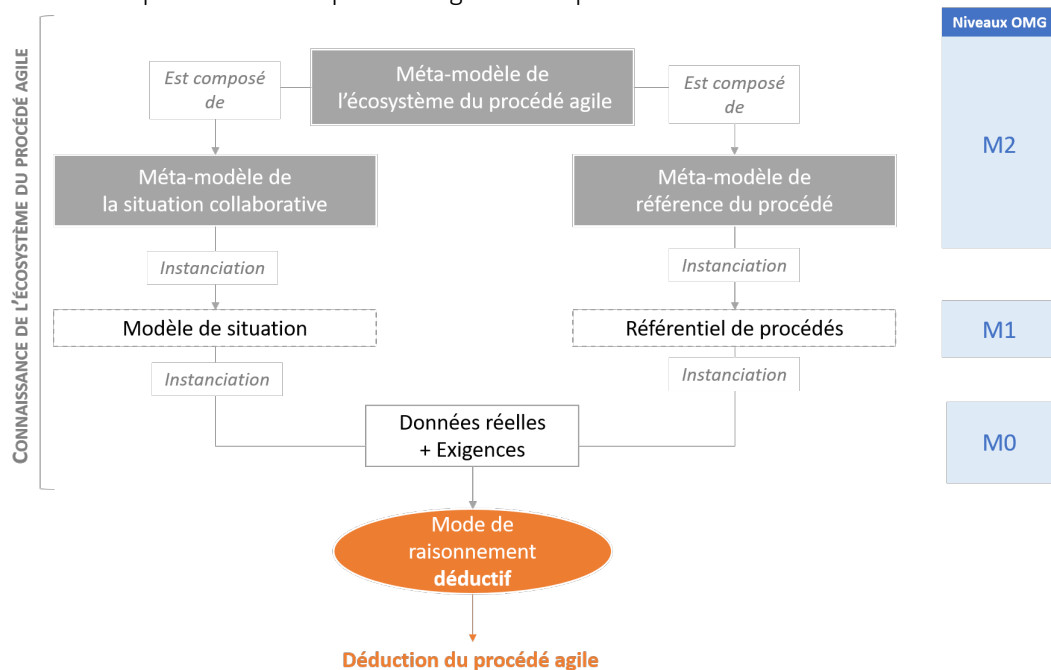 Niveaux OMG
Méta-modèle de
l'écosystème du procédé agile
Est composé
de
Est composé
de
M2
Méta-modèle de
la situation collaborative
Méta-modèle de
référence du procédé
Instanciation
Instanciation
Modèle de situation
Référentiel de procédés
M1
Instanciation
Instanciation
Données réelles
+ Exigences
M0
CONNAISSANCE DE L'ÉCOSYSTÈME DU PROCÉDÉ AGILE
Mode de
raisonnement
déductif
Déduction du procédé agile